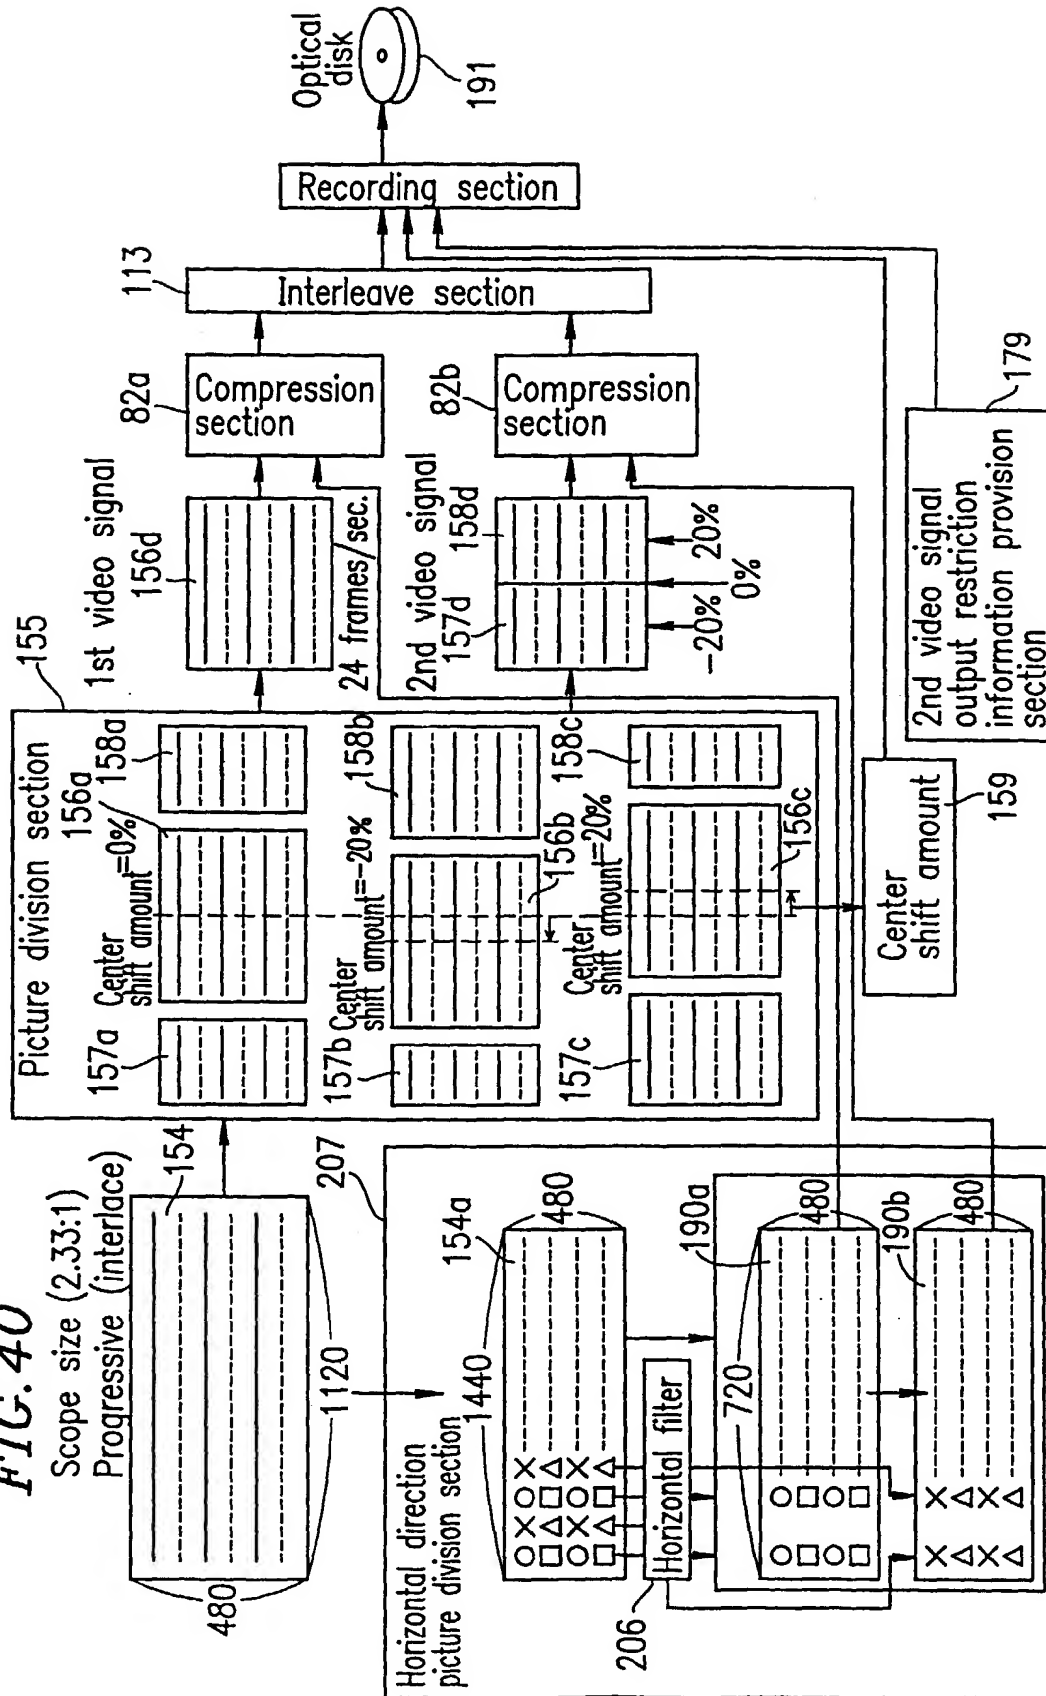 FIG. 40
Scope size (2.33:1)
Progressive (interlace)
154
480
1120
Picture division section
155
157a
Center
shift amount
=0%
156a
158a
157b
Center
shift amount
=-20%
156b
158b
157c
Center
shift amount
=20%
156c
158c
1st video signal
156d
24 frames/sec.
2nd video signal
157d
158d
-20%
0%
20%
82a
Compression
section
82b
Compression
section
113
Interleave section
Recording section
Optical
disk
191
Center
shift amount
159
2nd video signal
output restriction
information provision
section
179
Horizontal direction
picture division section
207
1440
154a
480
○×○×
□△□△
○×○×
□△□△
206
Horizontal filter
720
190a
480
○ ○
□ □
○ ○
□ □
190b
480
× ×
△ △
× ×
△ △